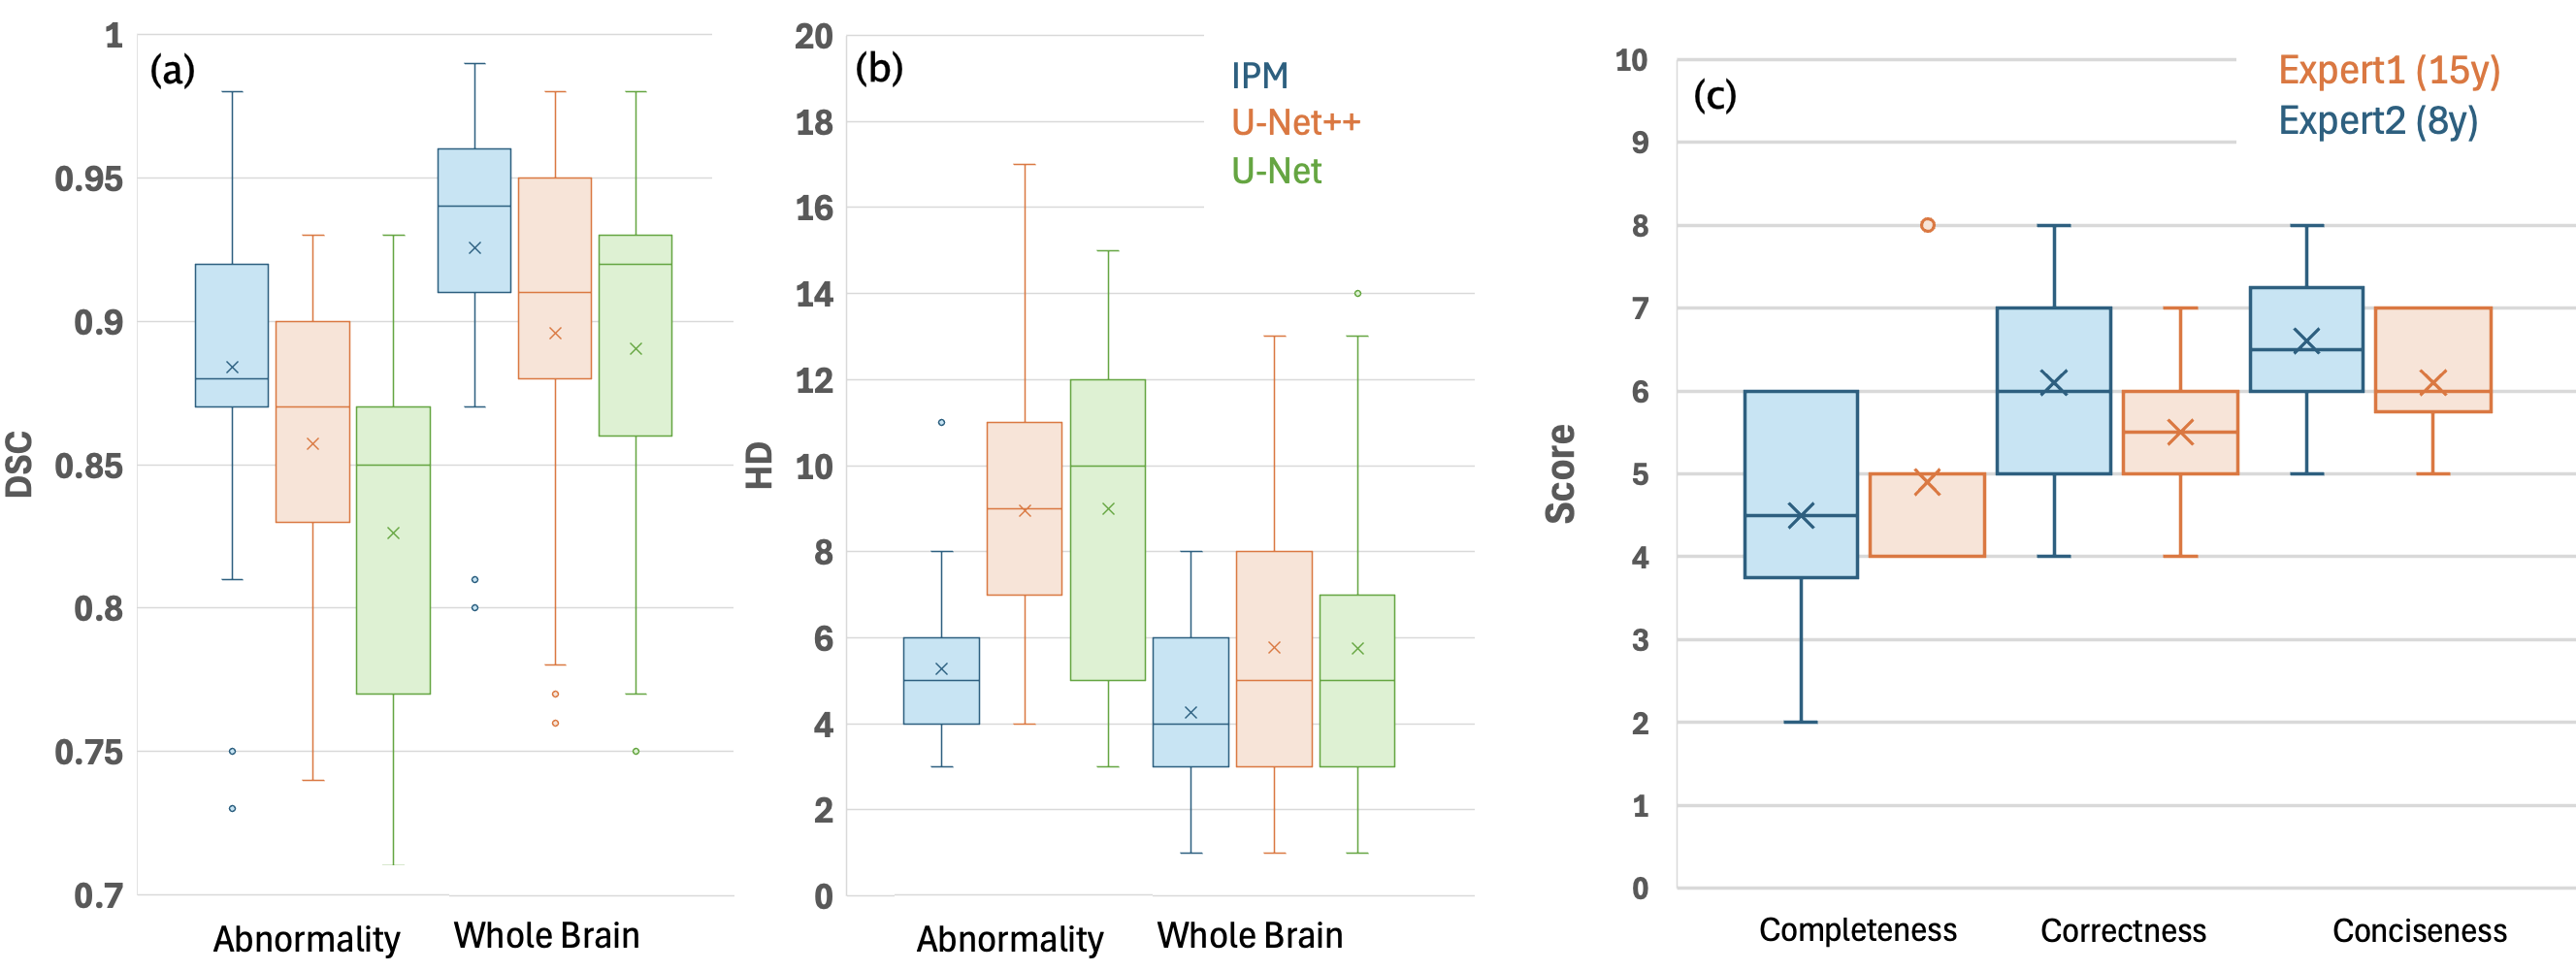 (a)
1
0.95
0.9
0.85
0.8
0.75
0.7
DSC
Abnormality
Whole Brain
(b)
20
18
16
14
12
10
8
6
4
2
0
HD
IPM
U-Net++
U-Net
Abnormality
Whole Brain
(c)
10
9
8
7
6
5
4
3
2
1
0
Score
Expert1 (15y)
Expert2 (8y)
Completeness
Correctness
Conciseness